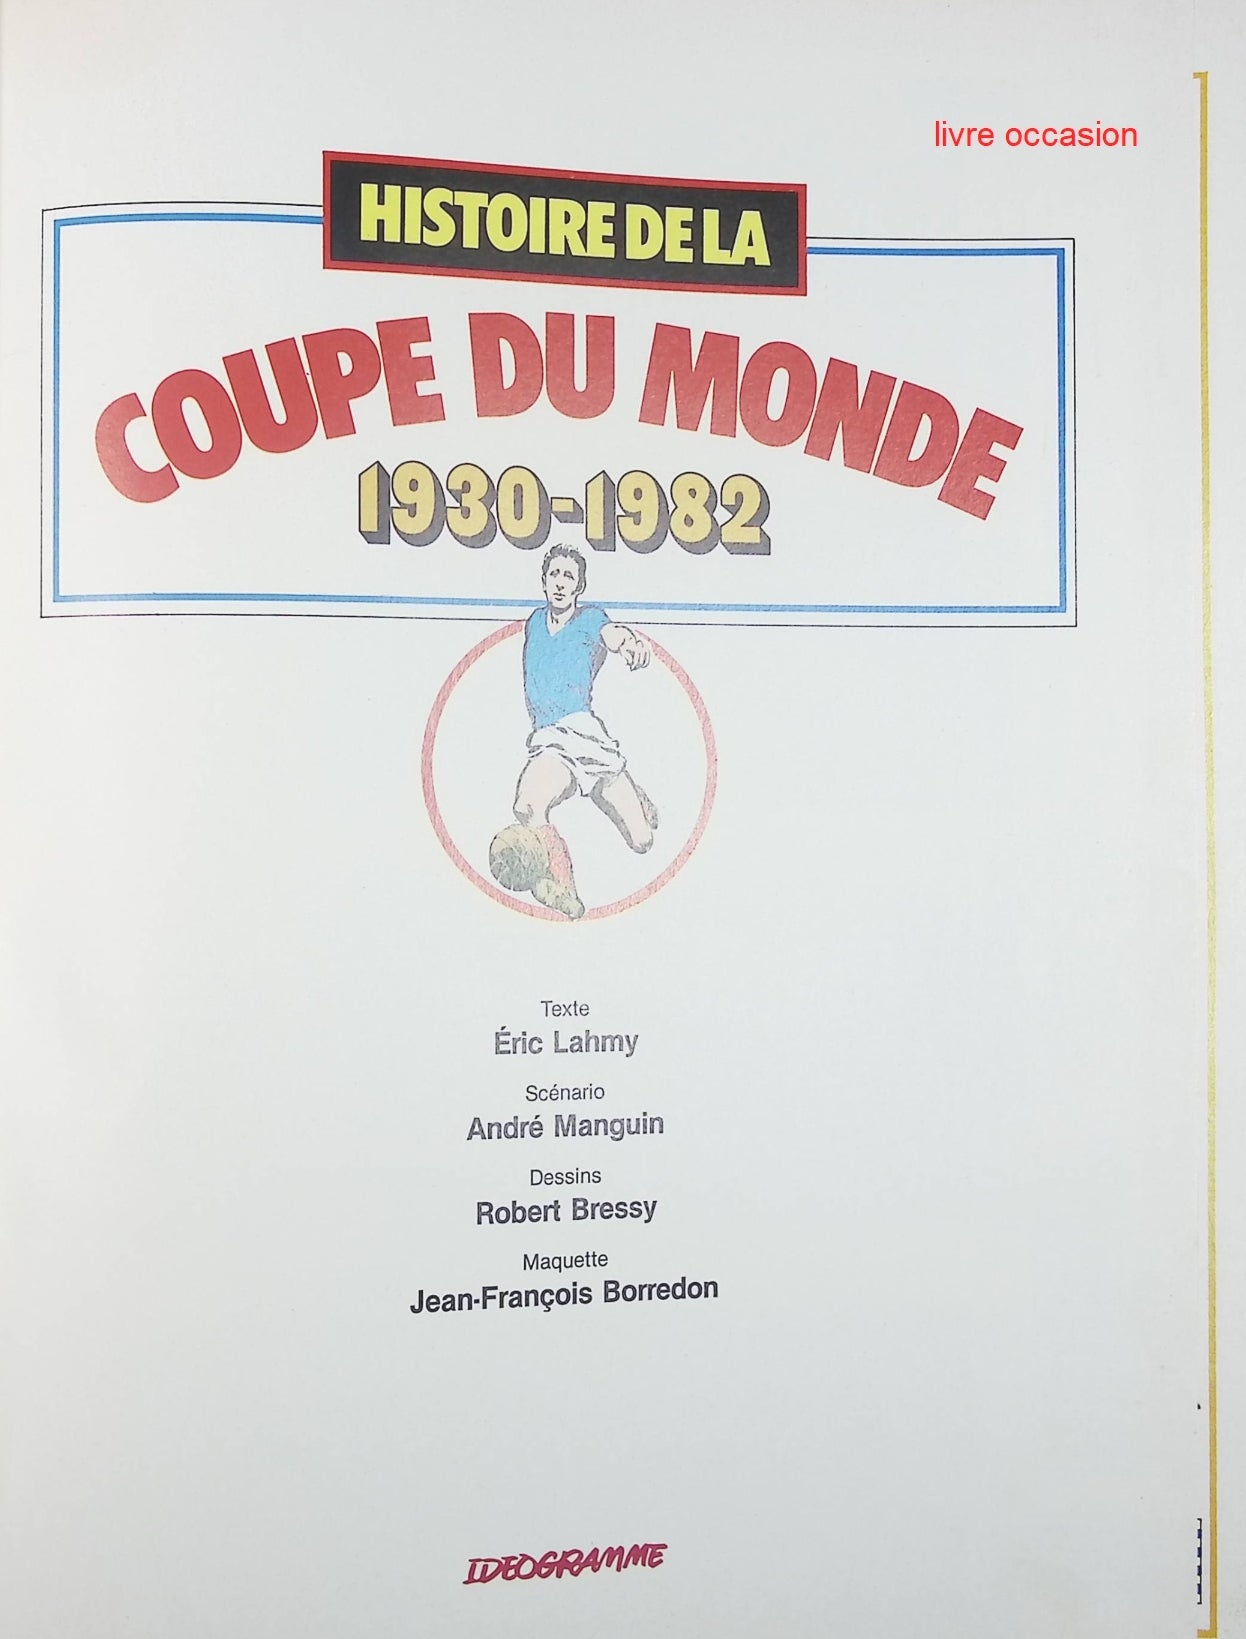 livre occasion
HISTOIRE DE LA
COUPE DU MONDE
1930-1982
Texte
Éric Lahmy
Scénario
André Manguin
Dessins
Robert Bressy
Maquette
Jean-François Borredon
IDEOGRAMME